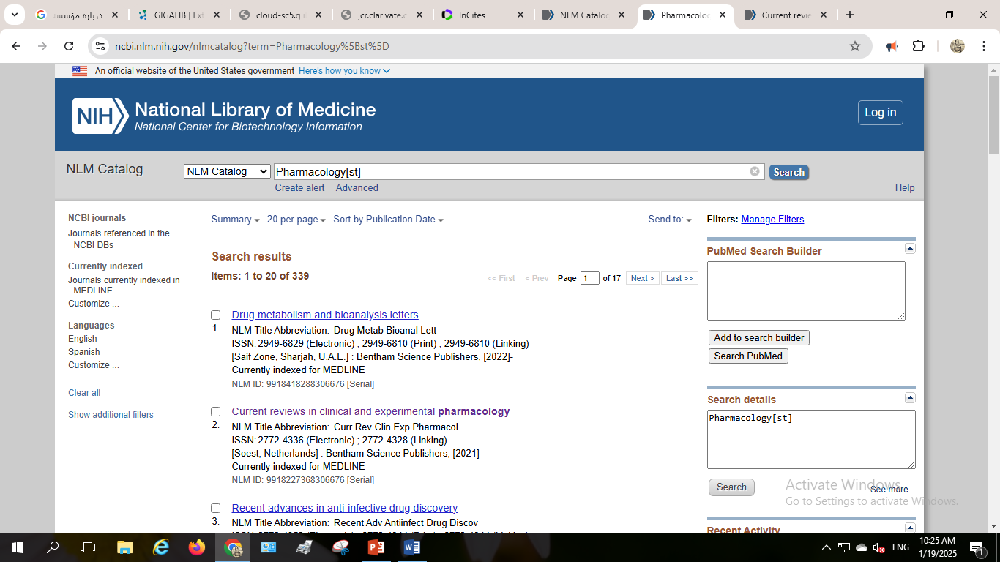 درباره مؤسسه
GIGALIB | Ext
cloud-sc5.gli
jcr.clarivate.c
InCites
NLM Catalog
Pharmacolog
Current revie
ncbi.nlm.nih.gov/nlmcatalog?term=Pharmacology%5Bst%5D
An official website of the United States government Here's how you know
NIH National Library of Medicine
National Center for Biotechnology Information
Log in
NLM Catalog
NLM Catalog
Pharmacology[st]
Search
Create alert Advanced
Help
NCBI journals
Journals referenced in the
NCBI DBs
Currently indexed
Journals currently indexed in
MEDLINE
Customize ...
Languages
English
Spanish
Customize ...
Clear all
Show additional filters
Summary 20 per page Sort by Publication Date
Send to:
Search results
Items: 1 to 20 of 339
<< First < Prev Page 1 of 17 Next > Last >>
Drug metabolism and bioanalysis letters
1. NLM Title Abbreviation: Drug Metab Bioanal Lett
ISSN: 2949-6829 (Electronic) ; 2949-6810 (Print) ; 2949-6810 (Linking)
[Saif Zone, Sharjah, U.A.E.] : Bentham Science Publishers, [2022]-
Currently indexed for MEDLINE
NLM ID: 9918418288306676 [Serial]
Current reviews in clinical and experimental pharmacology
2. NLM Title Abbreviation: Curr Rev Clin Exp Pharmacol
ISSN: 2772-4336 (Electronic) ; 2772-4328 (Linking)
[Soest, Netherlands] : Bentham Science Publishers, [2021]-
Currently indexed for MEDLINE
NLM ID: 9918227368306676 [Serial]
Recent advances in anti-infective drug discovery
3. NLM Title Abbreviation: Recent Adv Antiinfect Drug Discov
Filters: Manage Filters
PubMed Search Builder
Add to search builder
Search PubMed
Search details
Pharmacology[st]
Search
See more...
Activate Windows
Go to Settings to activate Windows.
Recent Activity
ENG
10:25 AM
1/19/2025
1